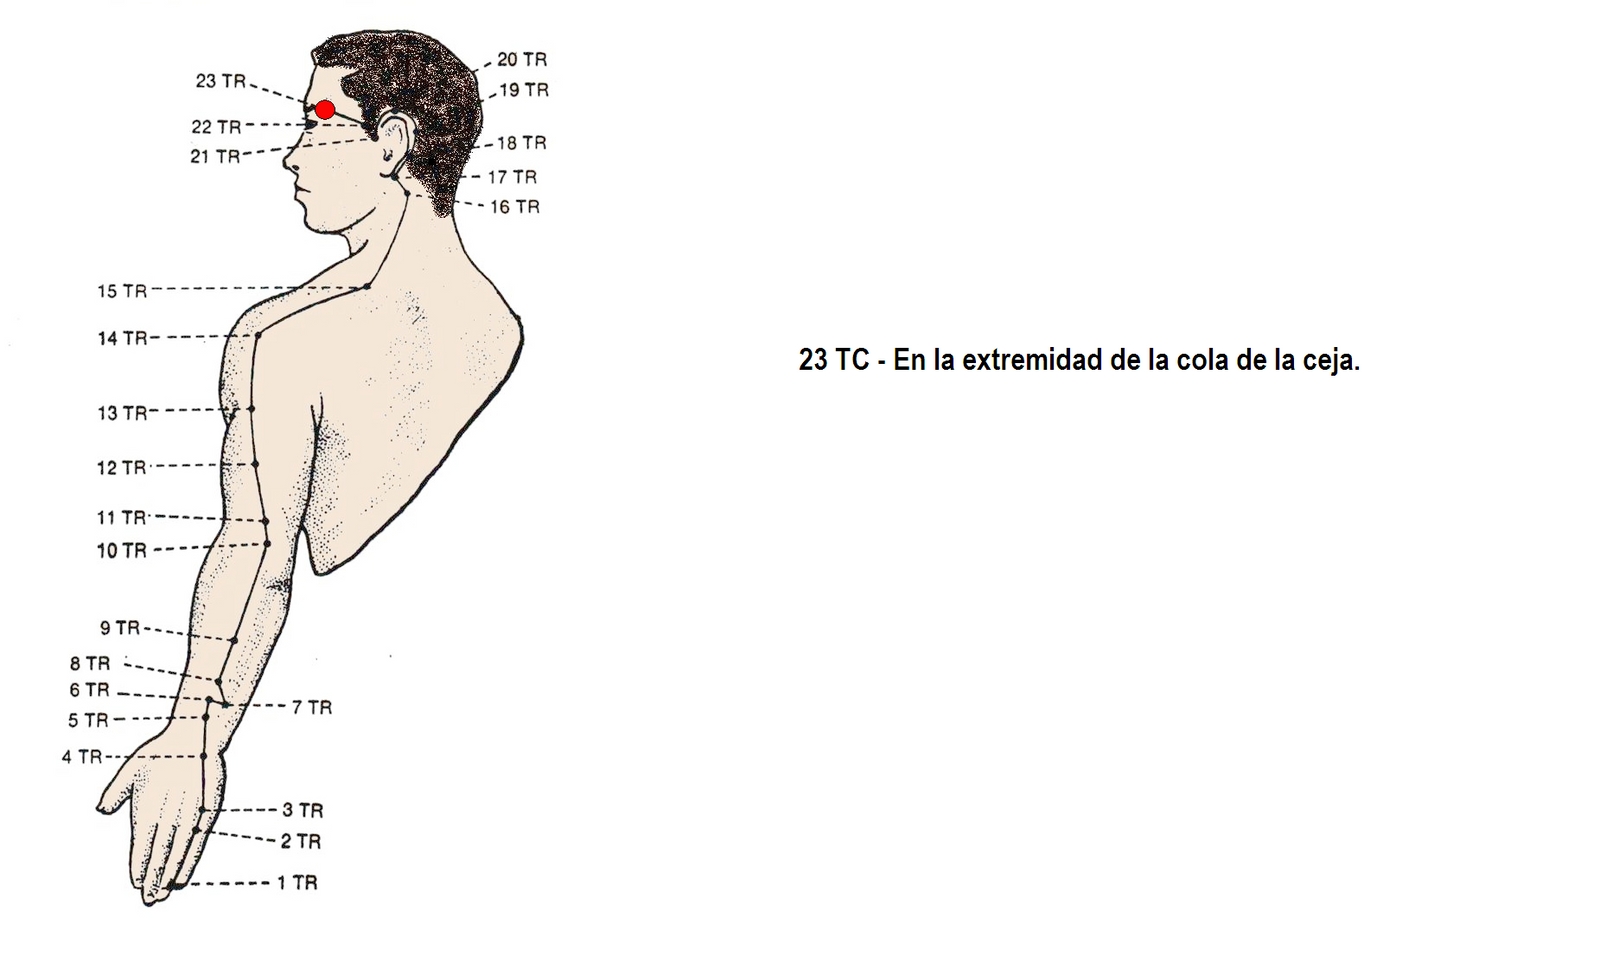 20 TR
23 TR
19 TR
22 TR
18 TR
21 TR
17 TR
16 TR
15 TR
14 TR
23 TC - En la extremidad de la cola de la ceja.
13 TR
12 TR
11 TR
10 TR
9 TR
8 TR
6 TR
7 TR
5 TR
4 TR
3 TR
2 TR
1 TR